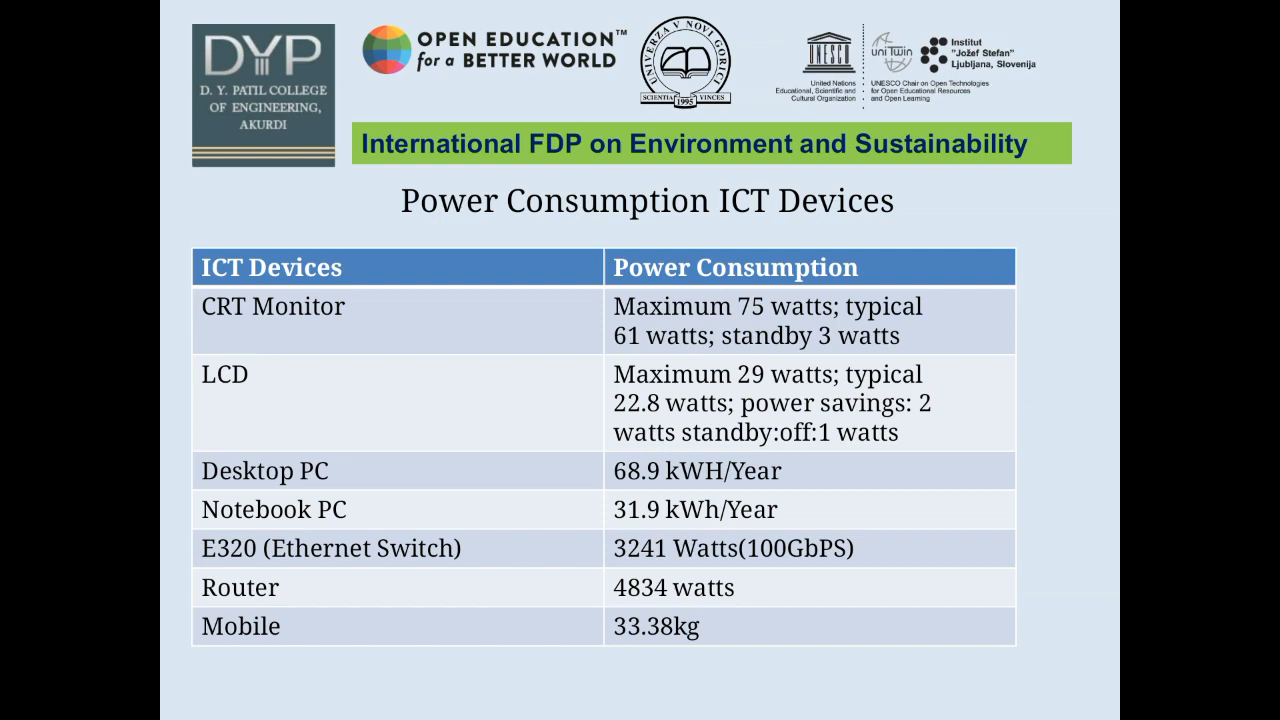 DYP
D. Y. PATIL COLLEGE
OF ENGINEERING,
AKURDI
OPEN EDUCATION™
for a BETTER WORLD
UNIVERZA V NOVI GORICI
SCIENTIA VINCES
1995
UNESCO
United Nations
Educational, Scientific and
Cultural Organization
uniTwin
UNESCO Chair on Open Technologies
for Open Educational Resources
and Open Learning
Institut
"Jožef Stefan"
Ljubljana, Slovenija
International FDP on Environment and Sustainability
Power Consumption ICT Devices
ICT Devices Power Consumption
CRT Monitor Maximum 75 watts; typical
61 watts; standby 3 watts
LCD Maximum 29 watts; typical
22.8 watts; power savings: 2
watts standby:off:1 watts
Desktop PC 68.9 kWH/Year
Notebook PC 31.9 kWh/Year
E320 (Ethernet Switch) 3241 Watts(100GbPS)
Router 4834 watts
Mobile 33.38kg